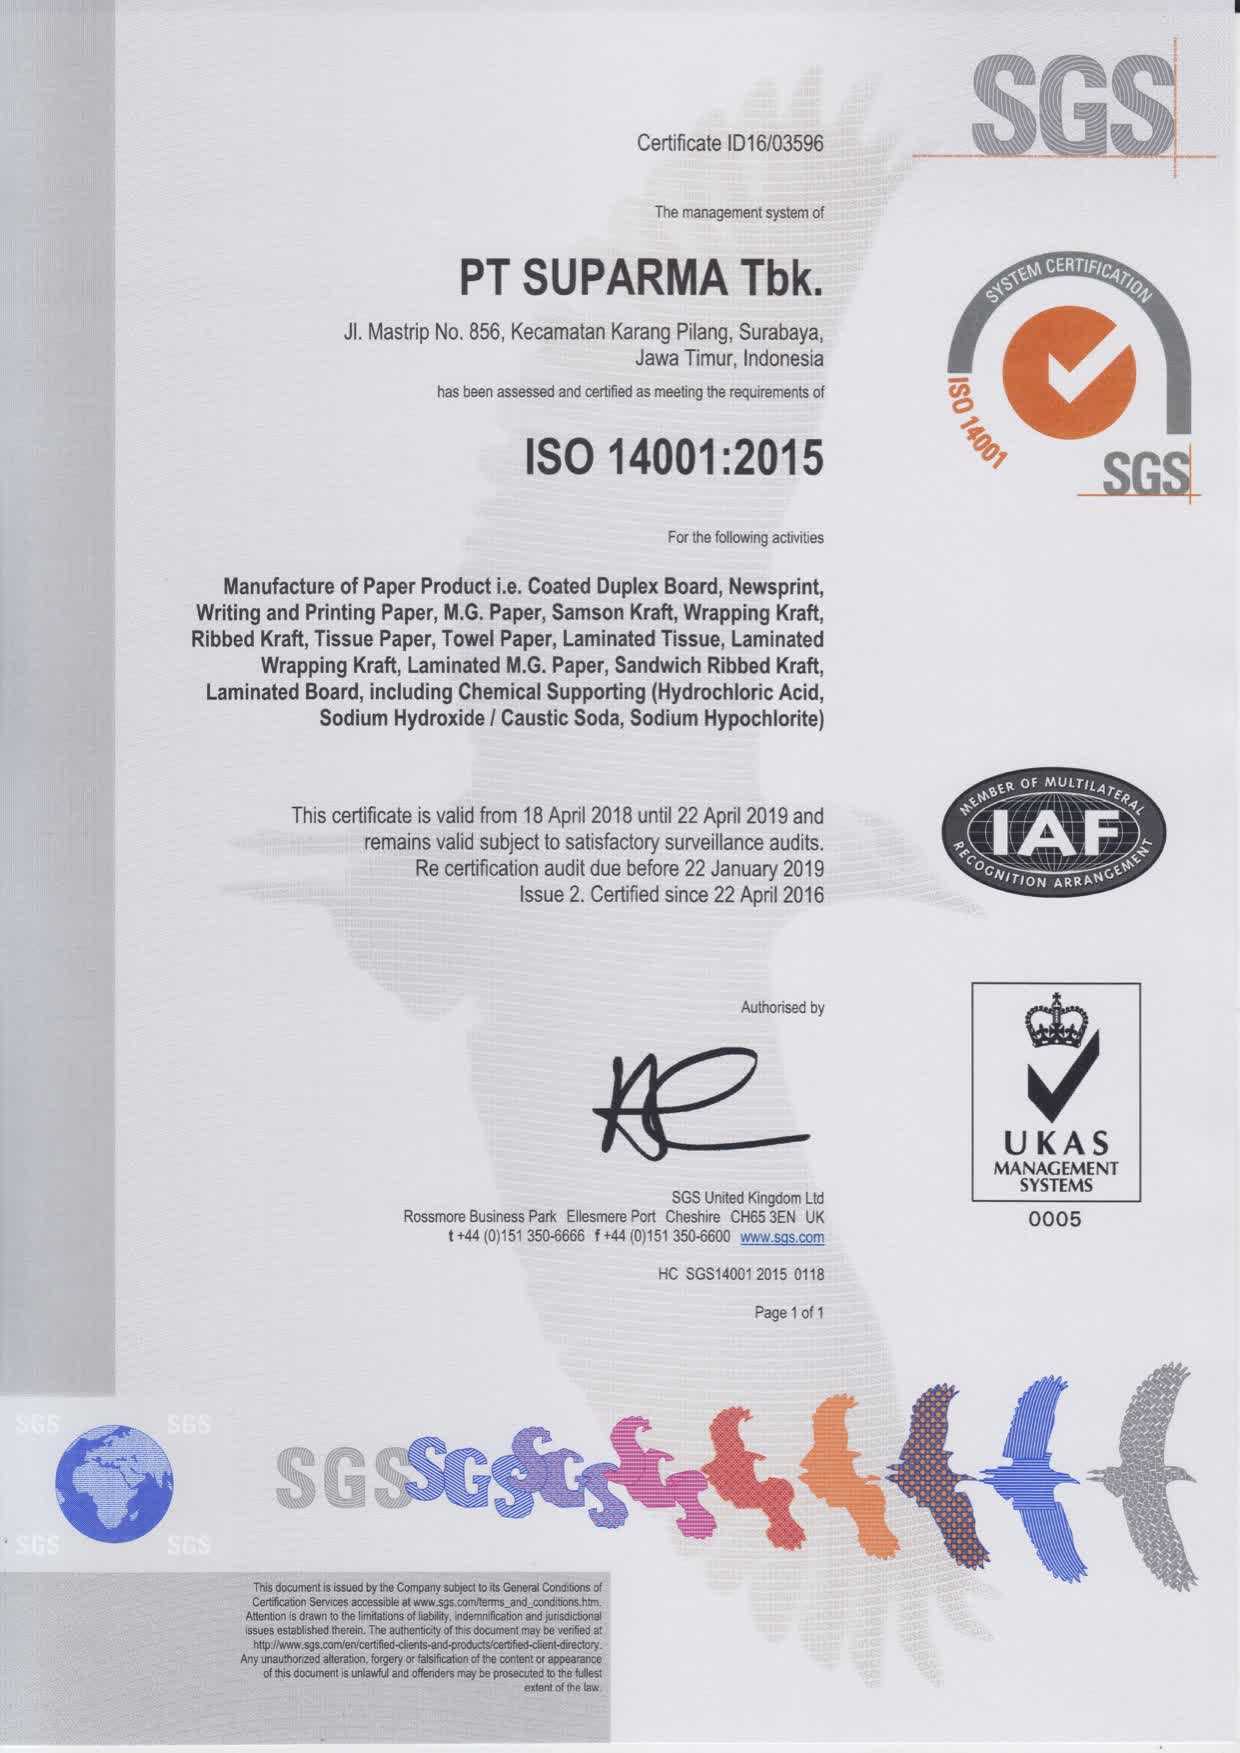 SGS
Certificate ID16/03596
The management system of
PT SUPARMA Tbk.
Jl. Mastrip No. 856, Kecamatan Karang Pilang, Surabaya,
Jawa Timur, Indonesia
has been assessed and certified as meeting the requirements of
ISO 14001:2015
SYSTEM CERTIFICATION
ISO 14001
SGS
For the following activities
Manufacture of Paper Product i.e. Coated Duplex Board, Newsprint,
Writing and Printing Paper, M.G. Paper, Samson Kraft, Wrapping Kraft,
Ribbed Kraft, Tissue Paper, Towel Paper, Laminated Tissue, Laminated
Wrapping Kraft, Laminated M.G. Paper, Sandwich Ribbed Kraft,
Laminated Board, including Chemical Supporting (Hydrochloric Acid,
Sodium Hydroxide / Caustic Soda, Sodium Hypochlorite)
This certificate is valid from 18 April 2018 until 22 April 2019 and
remains valid subject to satisfactory surveillance audits.
Re certification audit due before 22 January 2019
Issue 2. Certified since 22 April 2016
MEMBER OF MULTILATERAL
IAF
RECOGNITION ARRANGEMENT
Authorised by
UKAS
MANAGEMENT
SYSTEMS
0005
SGS United Kingdom Ltd
Rossmore Business Park Ellesmere Port Cheshire CH65 3EN UK
t +44 (0)151 350-6666 f +44 (0)151 350-6600 www.sgs.com
HC SGS14001 2015 0118
Page 1 of 1
SGS SGS
SGS SGS SGS
SGS SGS
This document is issued by the Company subject to its General Conditions of
Certification Services accessible at www.sgs.com/terms_and_conditions.htm.
Attention is drawn to the limitations of liability, indemnification and jurisdictional
issues established therein. The authenticity of this document may be verified at
http://www.sgs.com/en/certified-clients-and-products/certified-client-directory.
Any unauthorized alteration, forgery or falsification of the content or appearance
of this document is unlawful and offenders may be prosecuted to the fullest
extent of the law.